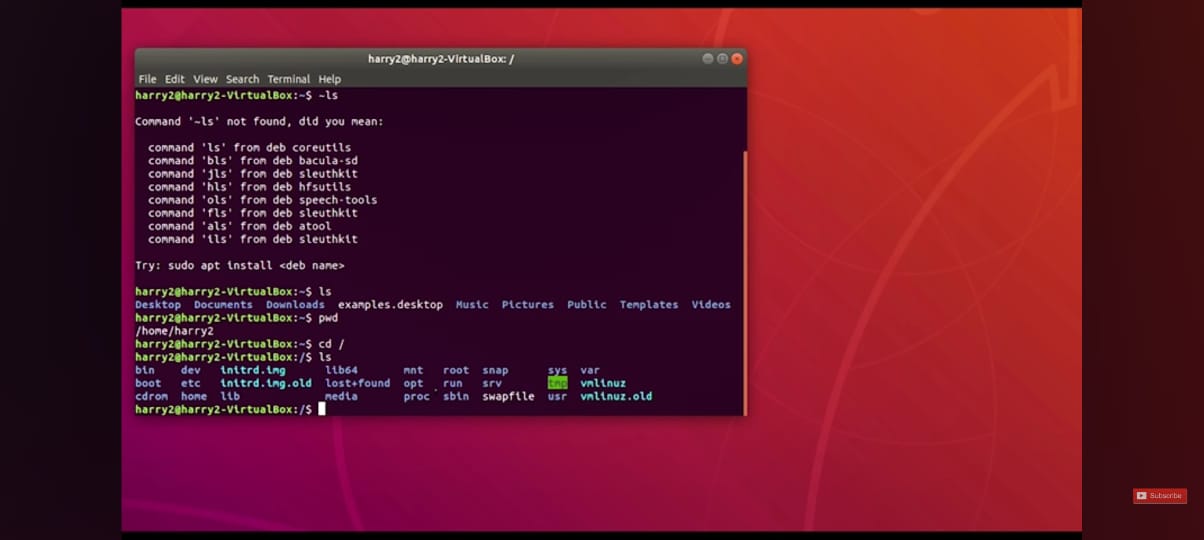 harry2@harry2-VirtualBox: /
File Edit View Search Terminal Help
harry2@harry2-VirtualBox:~$ ~ls
Command '~ls' not found, did you mean:
command 'ls' from deb coreutils
command 'bls' from deb bacula-sd
command 'jls' from deb sleuthkit
command 'hls' from deb hfsutils
command 'ols' from deb speech-tools
command 'fls' from deb sleuthkit
command 'als' from deb atool
command 'ils' from deb sleuthkit
Try: sudo apt install <deb name>
harry2@harry2-VirtualBox:~$ ls
Desktop Documents Downloads examples.desktop Music Pictures Public Templates Videos
harry2@harry2-VirtualBox:~$ pwd
/home/harry2
harry2@harry2-VirtualBox:~$ cd /
harry2@harry2-VirtualBox:/$ ls
bin dev initrd.img lib64 mnt root snap sys var
boot etc initrd.img.old lost+found opt run srv tmp vmlinuz
cdrom home lib media proc sbin swapfile usr vmlinuz.old
harry2@harry2-VirtualBox:/$
Subscribe